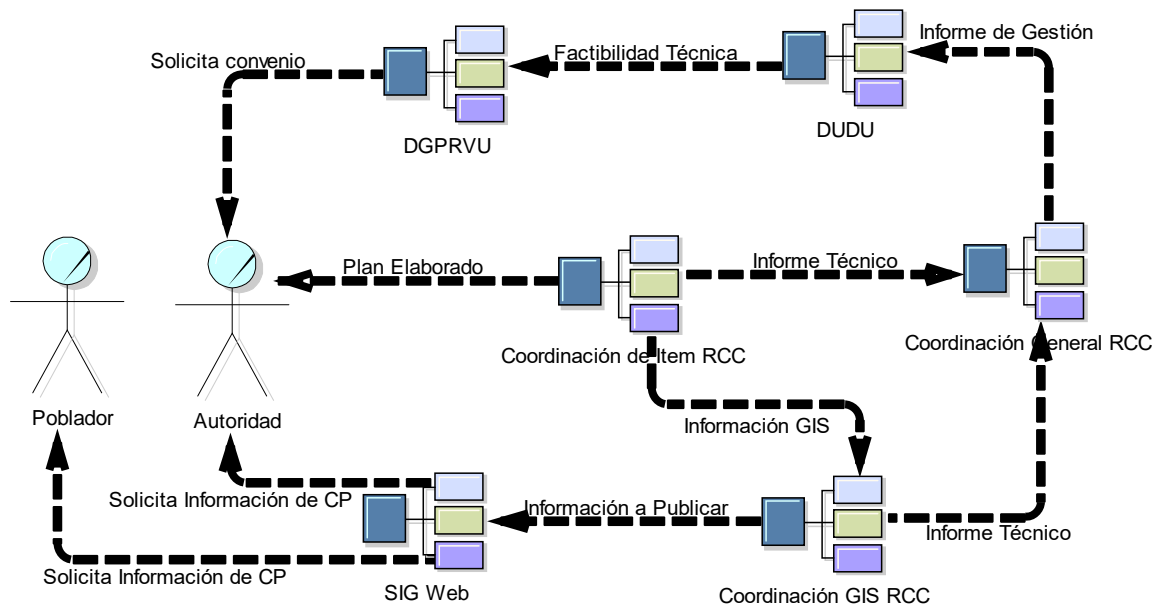 Informe de Gestión
Solicita convenio
Factibilidad Técnica
DGPRVU
DUDU
Plan Elaborado
Informe Técnico
Coordinación de Item RCC
Coordinación General RCC
Poblador
Autoridad
Información GIS
Solicita Información de CP
Información a Publicar
Informe Técnico
Solicita Información de CP
SIG Web
Coordinación GIS RCC